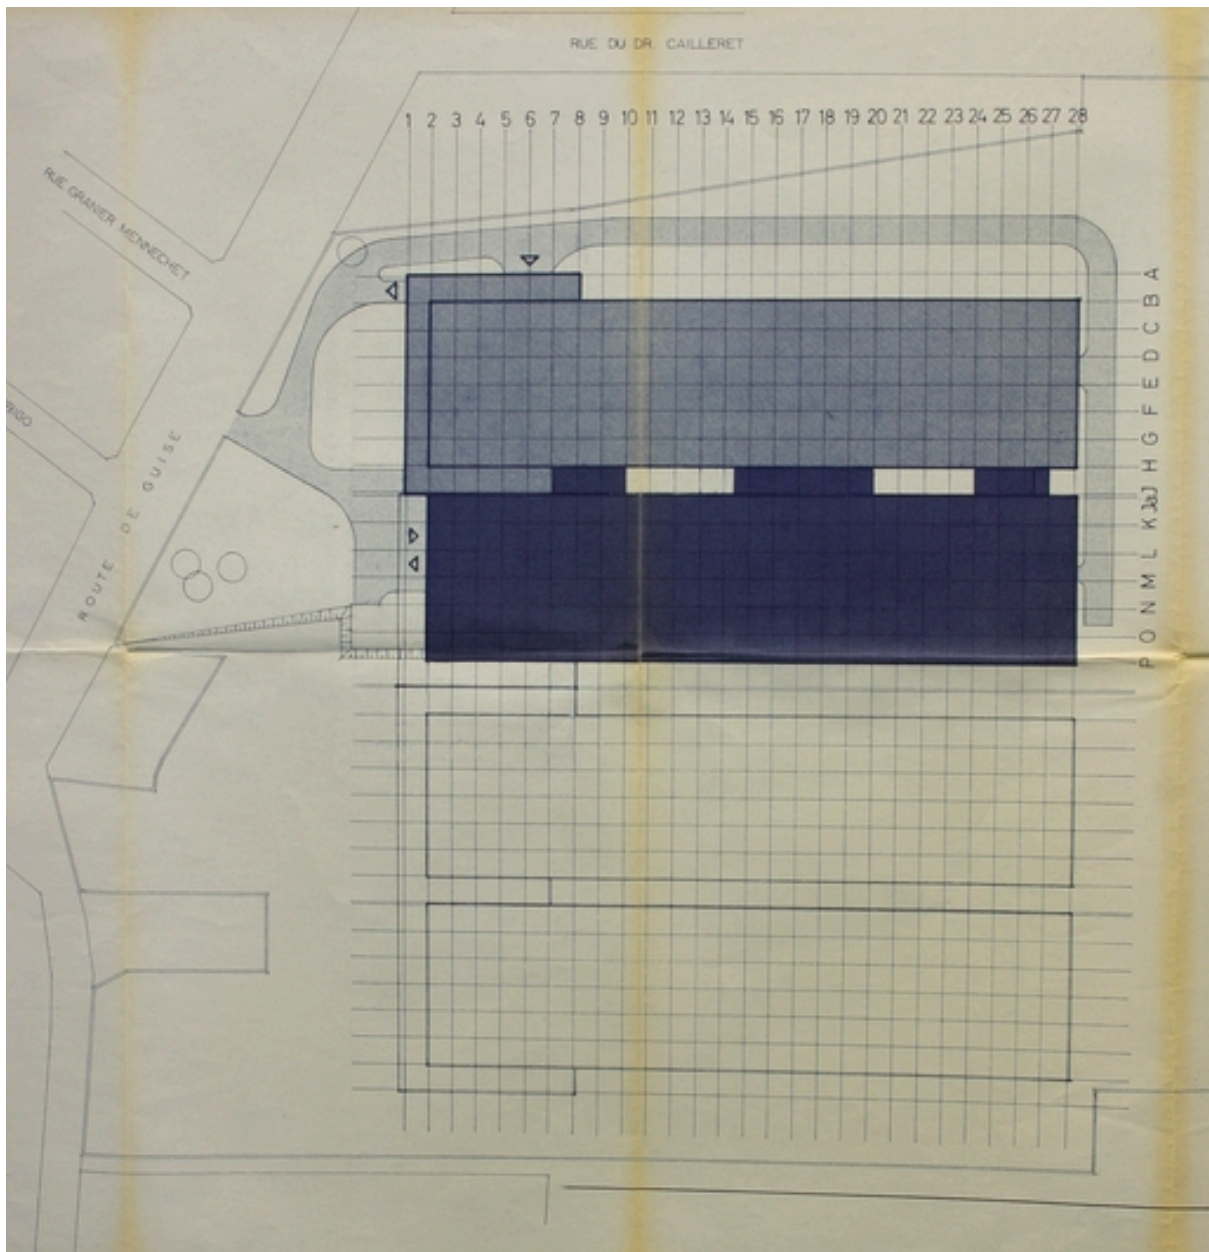 RUE DU DR. CAILLERET
1 2 3 4 5 6 7 8 9 10 11 12 13 14 15 16 17 18 19 20 21 22 23 24 25 26 27 28
RUE GRANIER MENNECHET
A
B
C
D
E
F
G
H
J
K
L
M
N
O
P
ROUTE DE GUISE